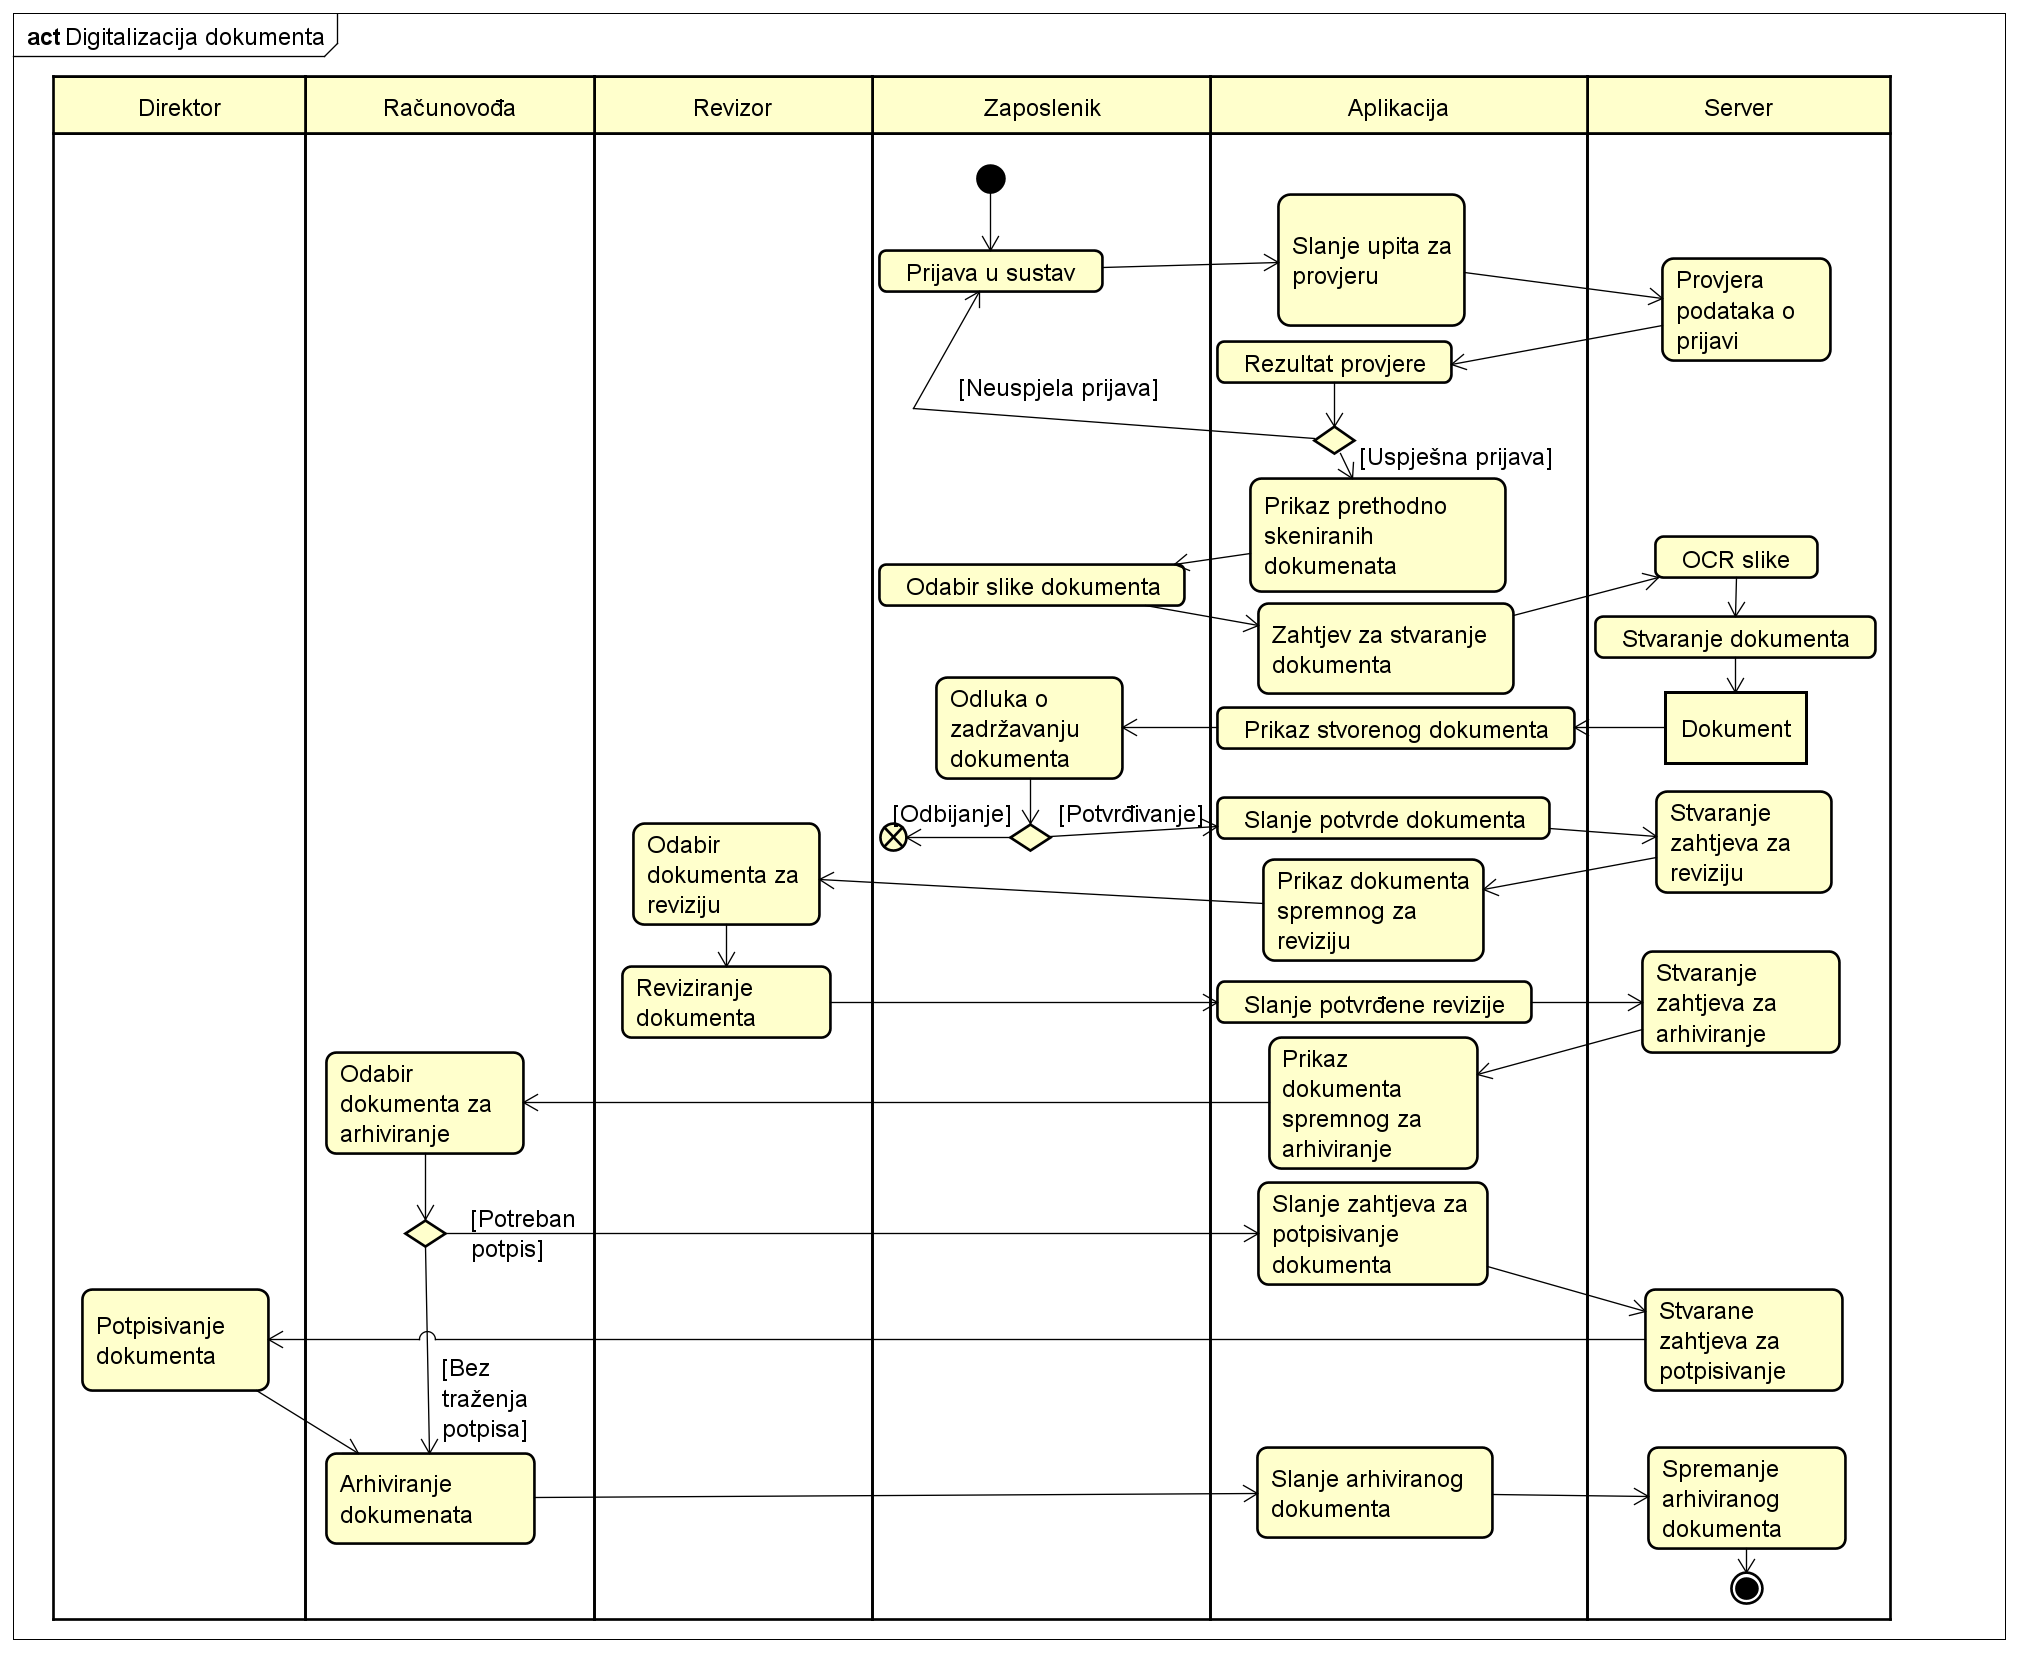 act Digitalizacija dokumenta
Direktor
Računovođa
Revizor
Zaposlenik
Aplikacija
Server
Prijava u sustav
Slanje upita za
provjeru
Provjera
podataka o
prijavi
Rezultat provjere
[Neuspjela prijava]
[Uspješna prijava]
Prikaz prethodno
skeniranih
dokumenata
Odabir slike dokumenta
Zahtjev za stvaranje
dokumenta
OCR slike
Stvaranje dokumenta
Dokument
Prikaz stvorenog dokumenta
Odluka o
zadržavanju
dokumenta
[Odbijanje]
[Potvrđivanje]
Slanje potvrde dokumenta
Stvaranje
zahtjeva za
reviziju
Prikaz dokumenta
spremnog za
reviziju
Odabir
dokumenta za
reviziju
Reviziranje
dokumenta
Slanje potvrđene revizije
Stvaranje
zahtjeva za
arhiviranje
Prikaz
dokumenta
spremnog za
arhiviranje
Odabir
dokumenta za
arhiviranje
[Potreban
potpis]
Slanje zahtjeva za
potpisivanje
dokumenta
Stvarane
zahtjeva za
potpisivanje
Potpisivanje
dokumenta
[Bez
traženja
potpisa]
Arhiviranje
dokumenata
Slanje arhiviranog
dokumenta
Spremanje
arhiviranog
dokumenta